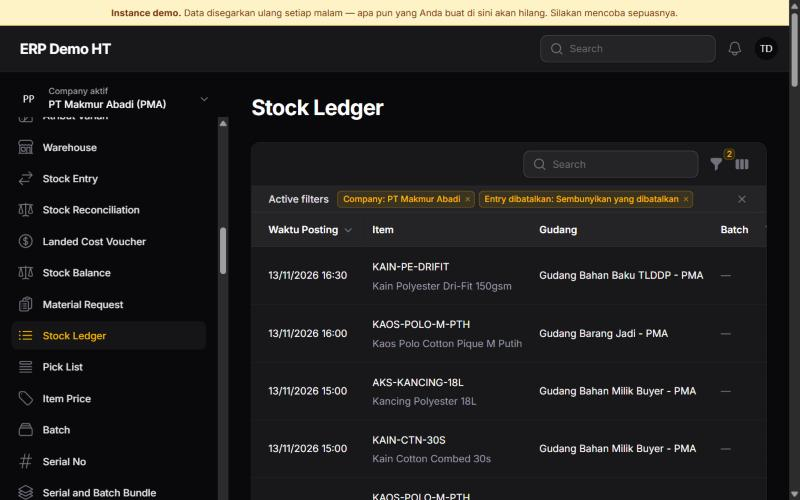 Instance demo. Data disegarkan ulang setiap malam — apa pun yang Anda buat di sini akan hilang. Silakan mencoba sepuasnya.
ERP Demo HT
Search
TD
PP
Company aktif
PT Makmur Abadi (PMA)
Atribut Varian
Warehouse
Stock Entry
Stock Reconciliation
Landed Cost Voucher
Stock Balance
Material Request
Stock Ledger
Pick List
Item Price
Batch
Serial No
Serial and Batch Bundle
Stock Ledger
Search
2
Active filters
Company: PT Makmur Abadi ×
Entry dibatalkan: Sembunyikan yang dibatalkan ×
Waktu Posting Item Gudang Batch
13/11/2026 16:30 KAIN-PE-DRIFIT Gudang Bahan Baku TLDDP - PMA —
Kain Polyester Dri-Fit 150gsm
13/11/2026 16:00 KAOS-POLO-M-PTH Gudang Barang Jadi - PMA —
Kaos Polo Cotton Pique M Putih
13/11/2026 15:00 AKS-KANCING-18L Gudang Bahan Milik Buyer - PMA —
Kancing Polyester 18L
13/11/2026 15:00 KAIN-CTN-30S Gudang Bahan Milik Buyer - PMA —
Kain Cotton Combed 30s
KAOS-POLO-M-PTH